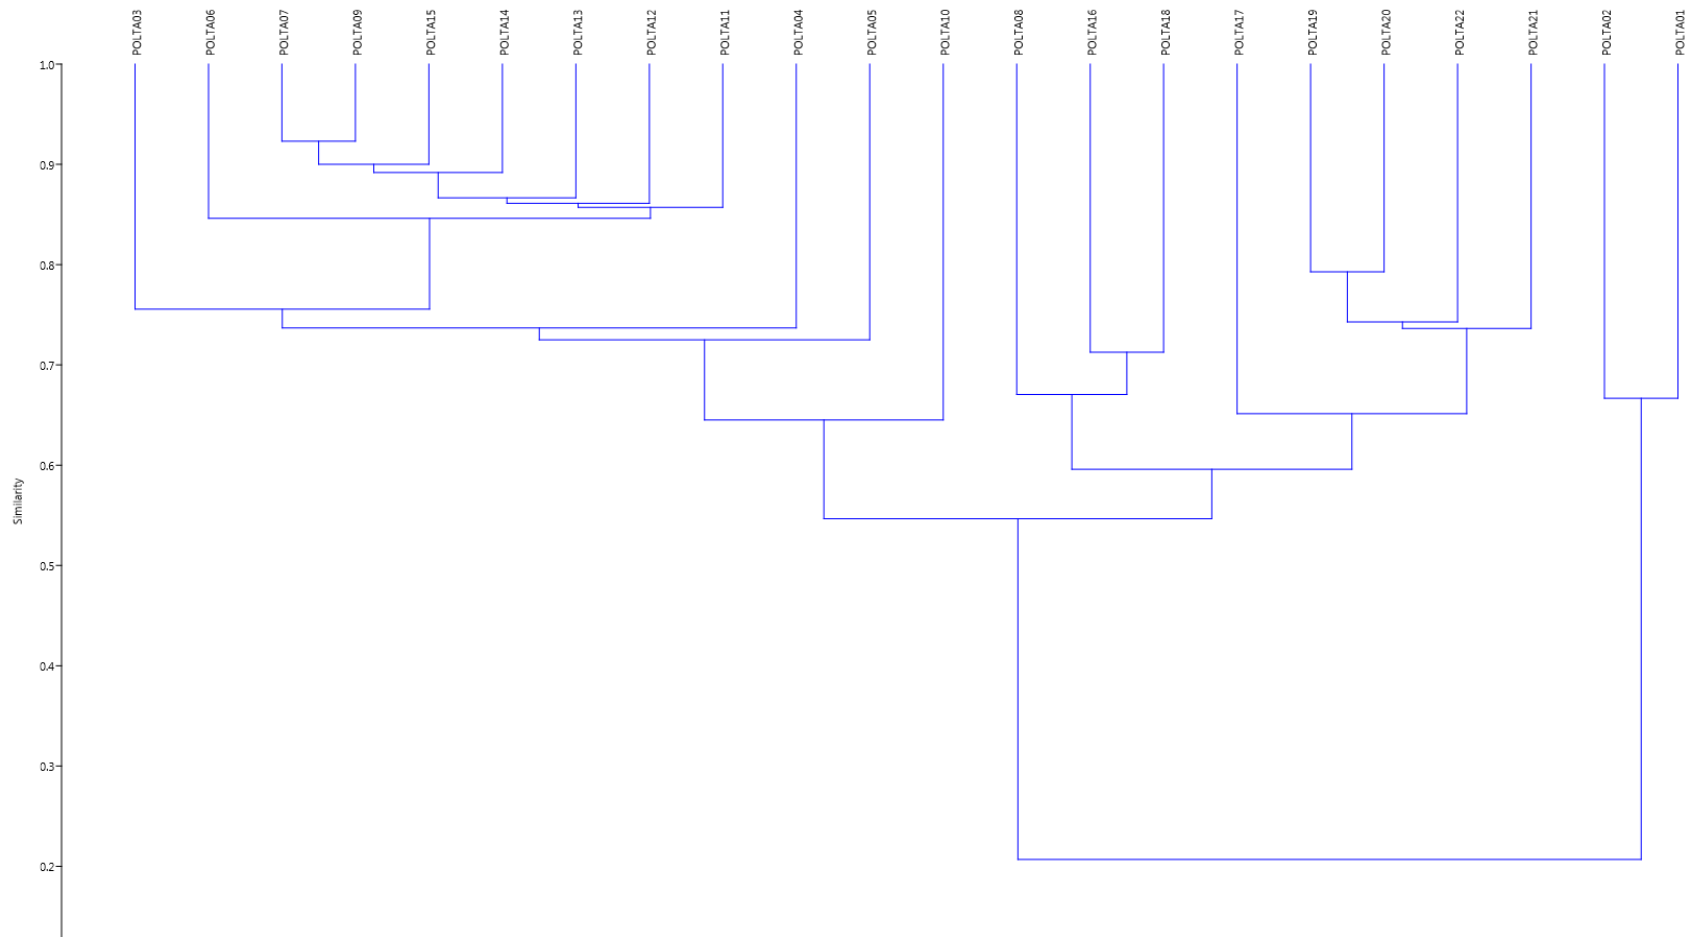 POLTA03
POLTA06
POLTA07
POLTA09
POLTA15
POLTA14
POLTA13
POLTA12
POLTA11
POLTA04
POLTA05
POLTA10
POLTA08
POLTA16
POLTA18
POLTA17
POLTA19
POLTA20
POLTA22
POLTA21
POLTA02
POLTA01
1.0
0.9
0.8
0.7
0.6
0.5
0.4
0.3
0.2
Similarity